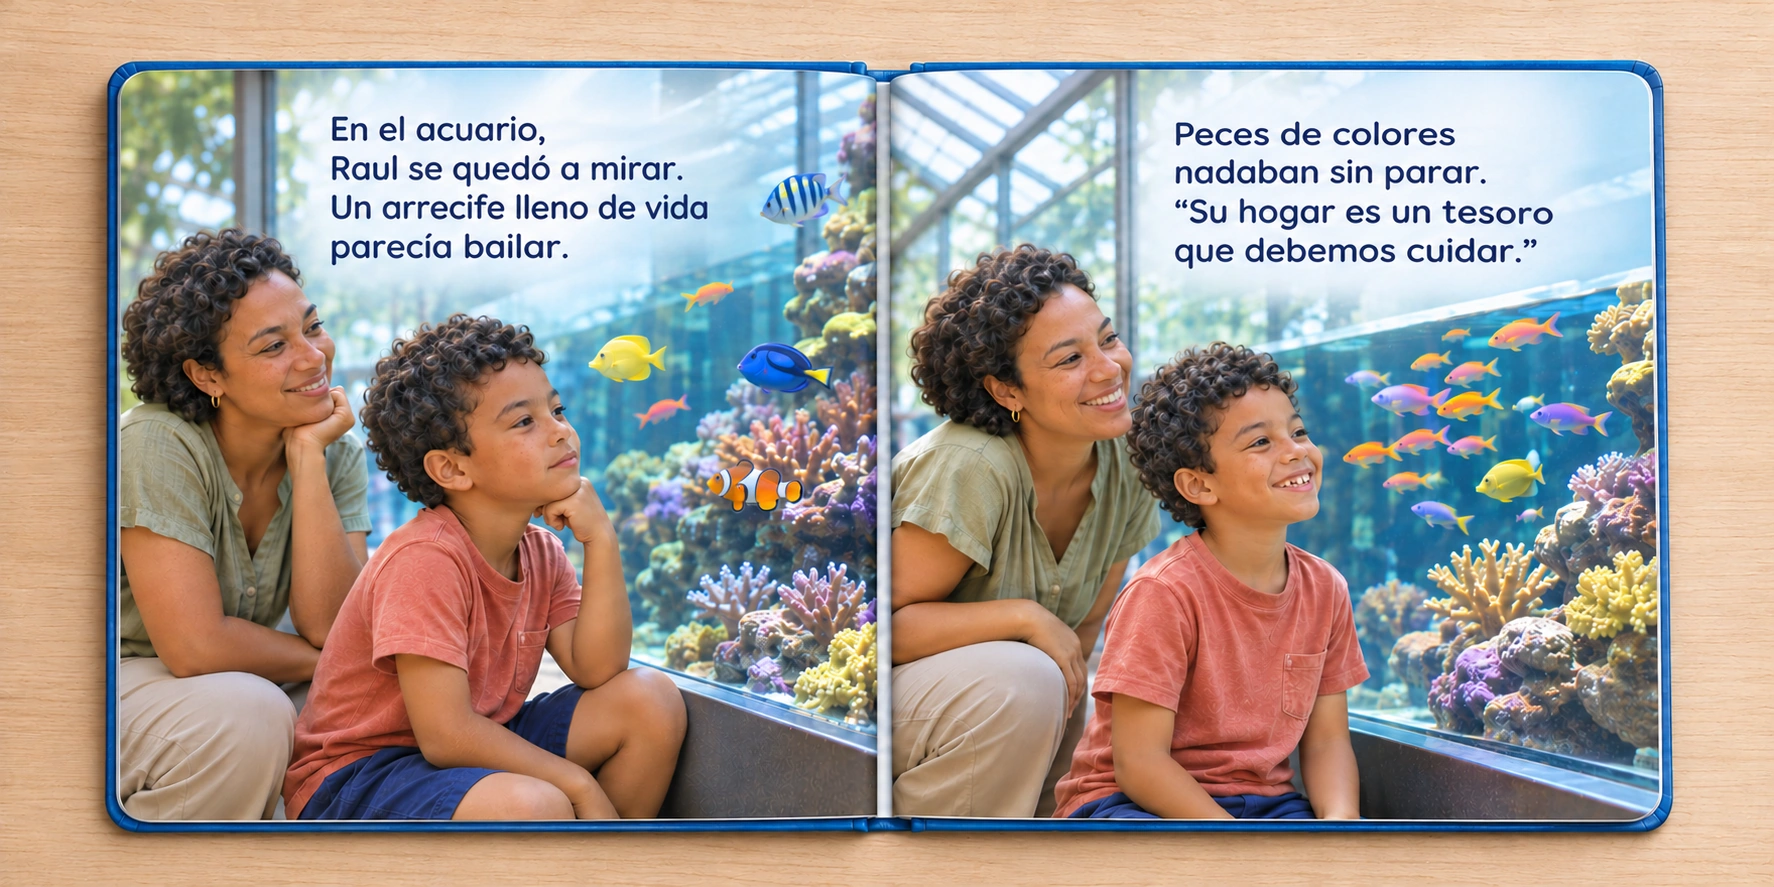 En el acuario,
Raul se quedó a mirar.
Un arrecife lleno de vida
parecía bailar.
Peces de colores
nadaban sin parar.
“Su hogar es un tesoro
que debemos cuidar.”